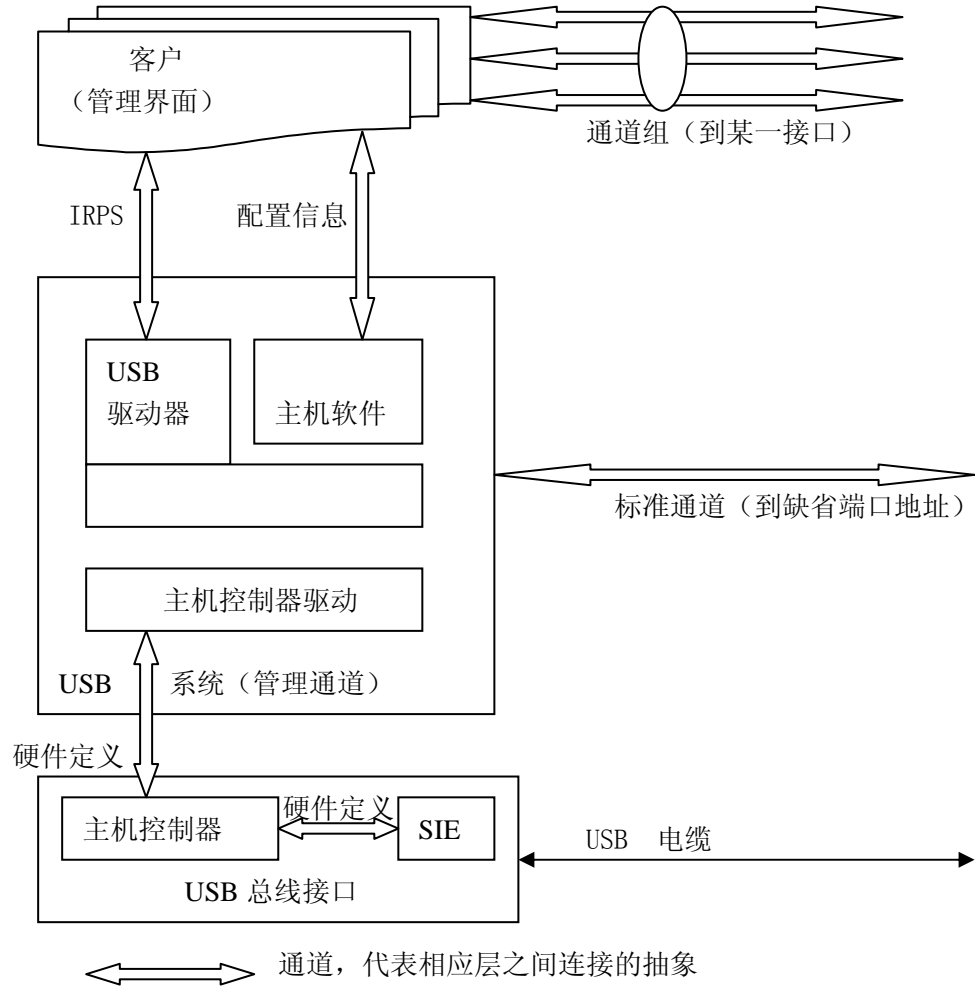 客户
（管理界面）
通道组（到某一接口）
IRPS
配置信息
USB
驱动器
主机软件
标准通道（到缺省端口地址）
主机控制器驱动
USB 系统（管理通道）
硬件定义
硬件定义
主机控制器
SIE
USB 电缆
USB 总线接口
通道，代表相应层之间连接的抽象